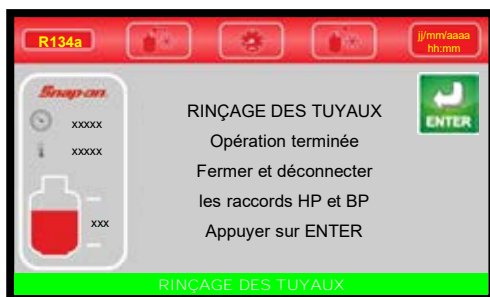 R134a
jj/mm/aaaa
hh:mm
Snap-on
ENTER
xxxxx
xxxxx
xxx
RINÇAGE DES TUYAUX
Opération terminée
Fermer et déconnecter
les raccords HP et BP
Appuyer sur ENTER
RINÇAGE DES TUYAUX